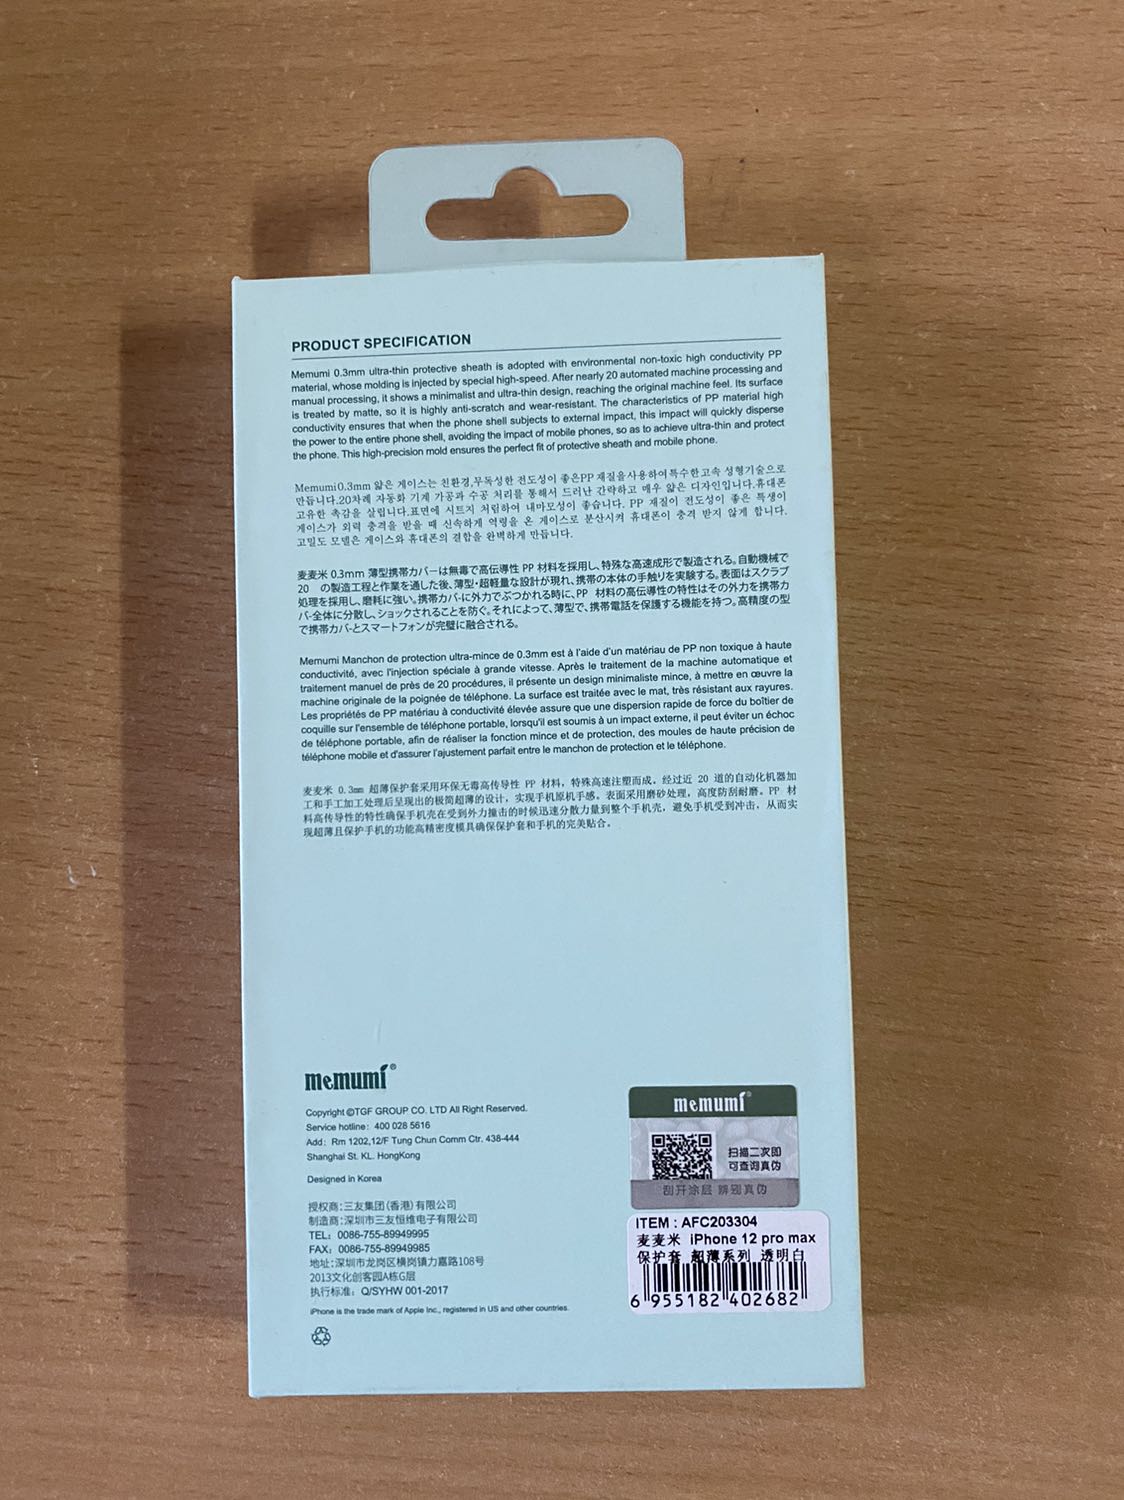 PRODUCT SPECIFICATION
Memumi 0.3mm ultra-thin protective sheath is adopted with environmental non-toxic high conductivity PP
material, whose molding is injected by special high-speed. After nearly 20 automated machine processing and
manual processing, it shows a minimalist and ultra-thin design, reaching the original machine feel. Its surface
is treated by matte, so it is highly anti-scratch and wear-resistant. The characteristics of PP material high
conductivity ensures that when the phone shell subjects to external impact, this impact will quickly disperse
the power to the entire phone shell, avoiding the impact of mobile phones, so as to achieve ultra-thin and protect
the phone. This high-precision mold ensures the perfect fit of protective sheath and mobile phone.
Memumi0.3mm 얇은 게이스는 친환경,무독성한 전도성이 좋은PP 재질을사용하여특수한고속 성형기술으로
만듭니다.20차례 자동화 기계 가공과 수공 처리를 통해서 드러난 간략하고 매우 얇은 디자인입니다.휴대폰
고유한 촉감을 살립니다.표면에 시트지 처림하여 내마모성이 좋습니다. PP 재질이 전도성이 좋은 특생이
게이스가 외력 충격을 받을 때 신속하게 역령을 온 게이스로 분산시켜 휴대폰이 충격 받지 않게 합니다.
고밀도 모델은 게이스와 휴대폰의 결합을 완벽하게 만듭니다.
麦麦米 0.3mm 薄型携帯カバーは無毒で高伝導性 PP 材料を採用し、特殊な高速成形で製造される。自動機械で
20 の製造工程と作業を通した後、薄型・超軽量な設計が現れ、携帯の本体の手触りを実験する。表面はスクラブ
処理を採用し、磨耗に強い。携帯カバに外力でぶつかれる時に、PP 材料の高伝導性の特性はその外力を携帯カ
バ-全体に分散し、ショックされることを防ぐ。それによって、薄型で、携帯電話を保護する機能を持つ。高精度の型
で携帯カバ-とスマートフォンが完璧に融合される。
Memumi Manchon de protection ultra-mince de 0.3mm est à l'aide d'un matériau de PP non toxique à haute
conductivité, avec l'injection spéciale à grande vitesse. Après le traitement de la machine automatique et
traitement manuel de près de 20 procédures, il présente un design minimaliste mince, à mettre en œuvre la
machine originale de la poignée de téléphone. La surface est traitée avec le mat, très résistant aux rayures.
Les propriétés de PP matériau à conductivité élevée assure que une dispersion rapide de force du boîtier de
coquille sur l'ensemble de téléphone portable, lorsqu'il est soumis à un impact externe, il peut éviter un échoc
de téléphone portable, afin de réaliser la fonction mince et de protection, des moules de haute précision de
téléphone mobile et d'assurer l'ajustement parfait entre le manchon de protection et le téléphone.
麦麦米 0.3mm 超薄保护套采用环保无毒高传导性 PP 材料，特殊高速注塑而成。经过近 20 道的自动化机器加
工和手工加工处理后呈现出的极简超薄的设计，实现手机原机手感。表面采用磨砂处理，高度防刮耐磨。PP 材
料高传导性的特性确保手机壳在受到外力撞击的时候迅速分散力量到整个手机壳，避免手机受到冲击，从而实
现超薄且保护手机的功能高精密度模具确保保护套和手机的完美贴合。
memumi®
Copyright ©TGF GROUP CO. LTD All Right Reserved.
Service hotline: 400 028 5616
Add: Rm 1202,12/F Tung Chun Comm Ctr. 438-444
Shanghai St. KL. HongKong
Designed in Korea
授权商:三友集团(香港)有限公司
制造商:深圳市三友恒维电子有限公司
TEL: 0086-755-89949995
FAX: 0086-755-89949985
地址:深圳市龙岗区横岗镇力嘉路108号
2013文化创客园A栋G层
执行标准: Q/SYHW 001-2017
iPhone is the trade mark of Apple Inc., registered in US and other countries.
memumi®
扫描二次即
可查询真伪
刮开涂层 辨别真伪
ITEM : AFC203304
麦麦米 iPhone 12 pro max
保护套 超薄系列 透明白
6 955182 402682